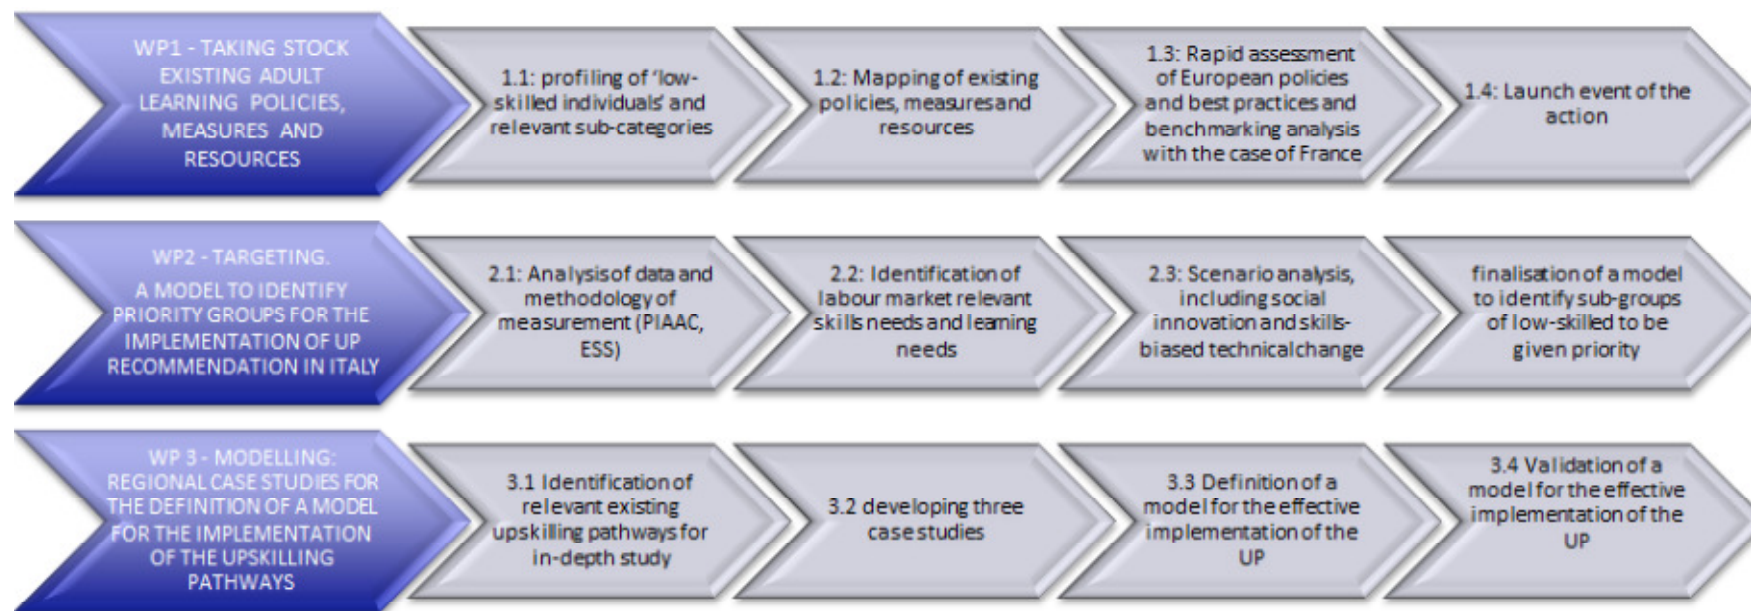 WP1 - TAKING STOCK
EXISTING ADULT
LEARNING POLICIES,
MEASURES AND
RESOURCES
1.1: profiling of 'low-
skilled individuals' and
relevant sub-categories
1.2: Mapping of existing
policies, measures and
resources
1.3: Rapid assessment
of European policies
and best practices and
benchmarking analysis
with the case of France
1.4: Launch event of the
action
WP2 - TARGETING.
A MODEL TO IDENTIFY
PRIORITY GROUPS FOR THE
IMPLEMENTATION OF UP
RECOMMENDATION IN ITALY
2.1: Analysis of data and
methodology of
measurement (PIAAC,
ESS)
2.2: Identification of
labour market relevant
skills needs and learning
needs
2.3: Scenario analysis,
including social
innovation and skills-
biased technical change
finalisation of a model
to identify sub-groups
of low-skilled to be
given priority
WP 3 - MODELLING:
REGIONAL CASE STUDIES FOR
THE DEFINITION OF A MODEL
FOR THE IMPLEMENTATION
OF THE UPSKILLING
PATHWAYS
3.1 Identification of
relevant existing
upskilling pathways for
in-depth study
3.2 developing three
case studies
3.3 Definition of a
model for the effective
implementation of the
UP
3.4 Validation of a
model for the effective
implementation of the
UP